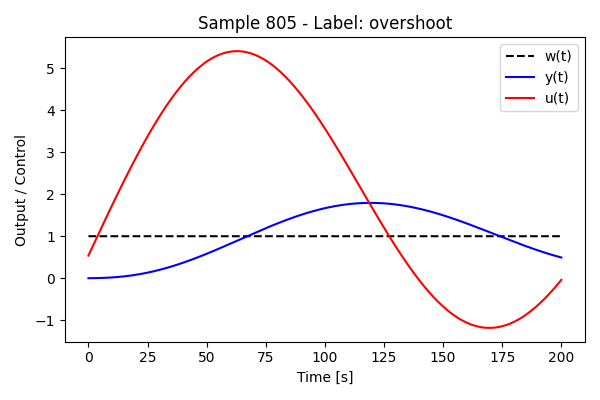 Sample 805 - Label: overshoot
w(t)
y(t)
u(t)
Output / Control
5
4
3
2
1
0
−1
0 25 50 75 100 125 150 175 200
Time [s]